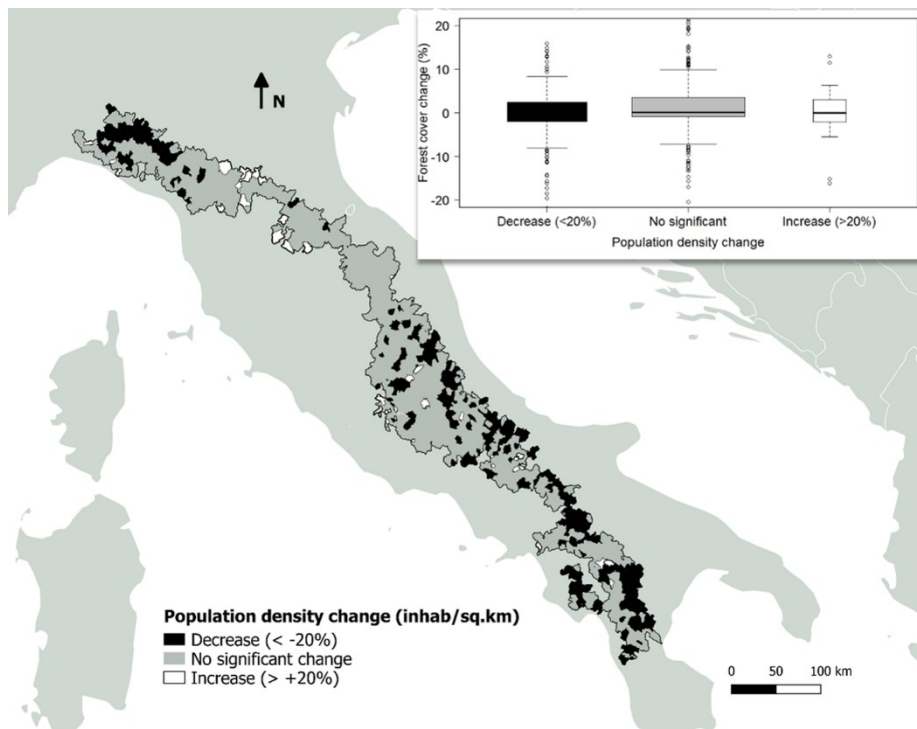 20
10
0
-10
-20
Forest cover change (%)
Decrease (<20%) No significant Increase (>20%)
Population density change
N
Population density change (inhab/sq.km)
Decrease (< -20%)
No significant change
Increase (> +20%)
0 50 100 km